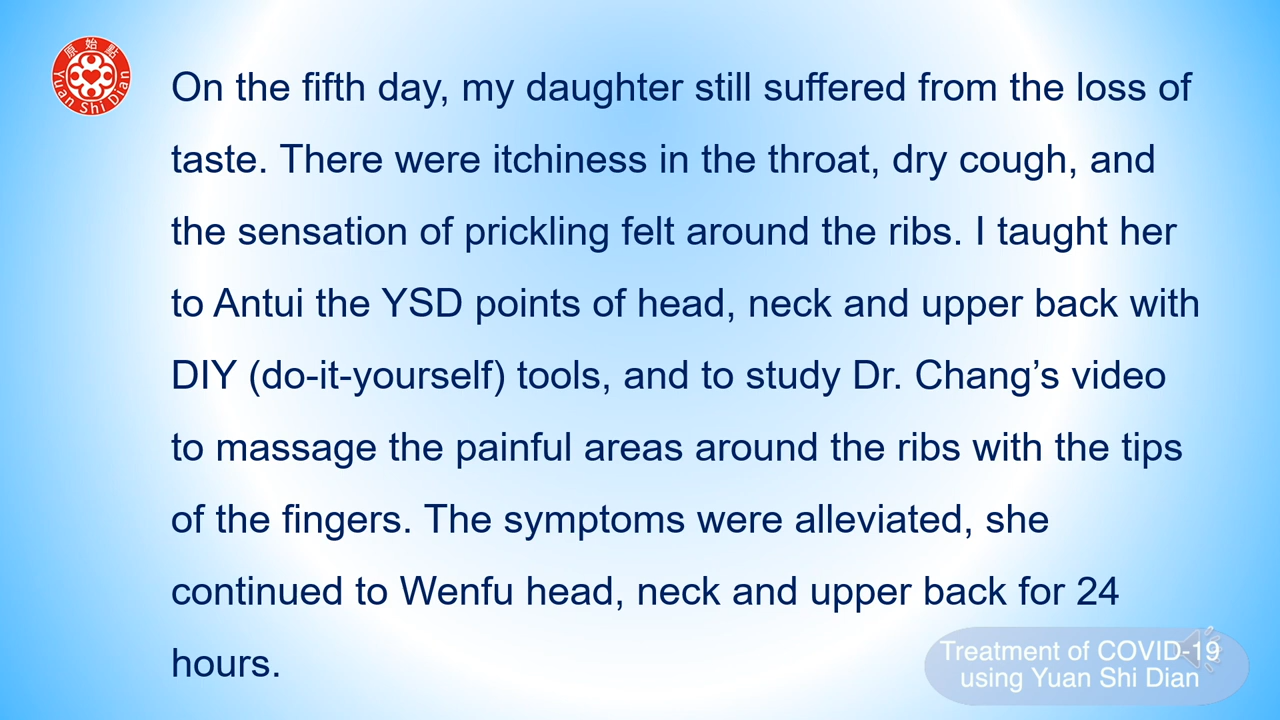 原始點
Yuan Shi Dian
On the fifth day, my daughter still suffered from the loss of
taste. There were itchiness in the throat, dry cough, and
the sensation of prickling felt around the ribs. I taught her
to Antui the YSD points of head, neck and upper back with
DIY (do-it-yourself) tools, and to study Dr. Chang’s video
to massage the painful areas around the ribs with the tips
of the fingers. The symptoms were alleviated, she
continued to Wenfu head, neck and upper back for 24
hours.
Treatment of COVID-19
using Yuan Shi Dian